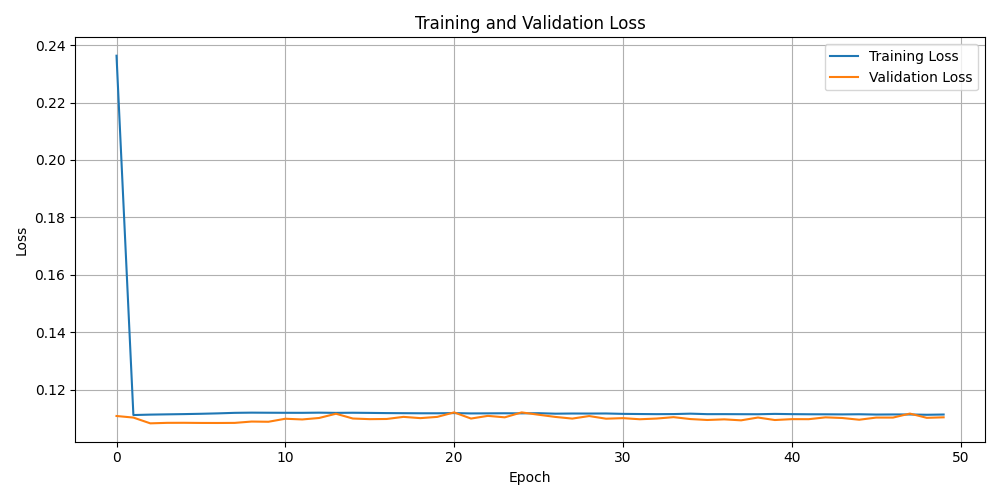 Training and Validation Loss
0.24
0.22
0.20
0.18
0.16
0.14
0.12
Loss
Training Loss
Validation Loss
0 10 20 30 40 50
Epoch